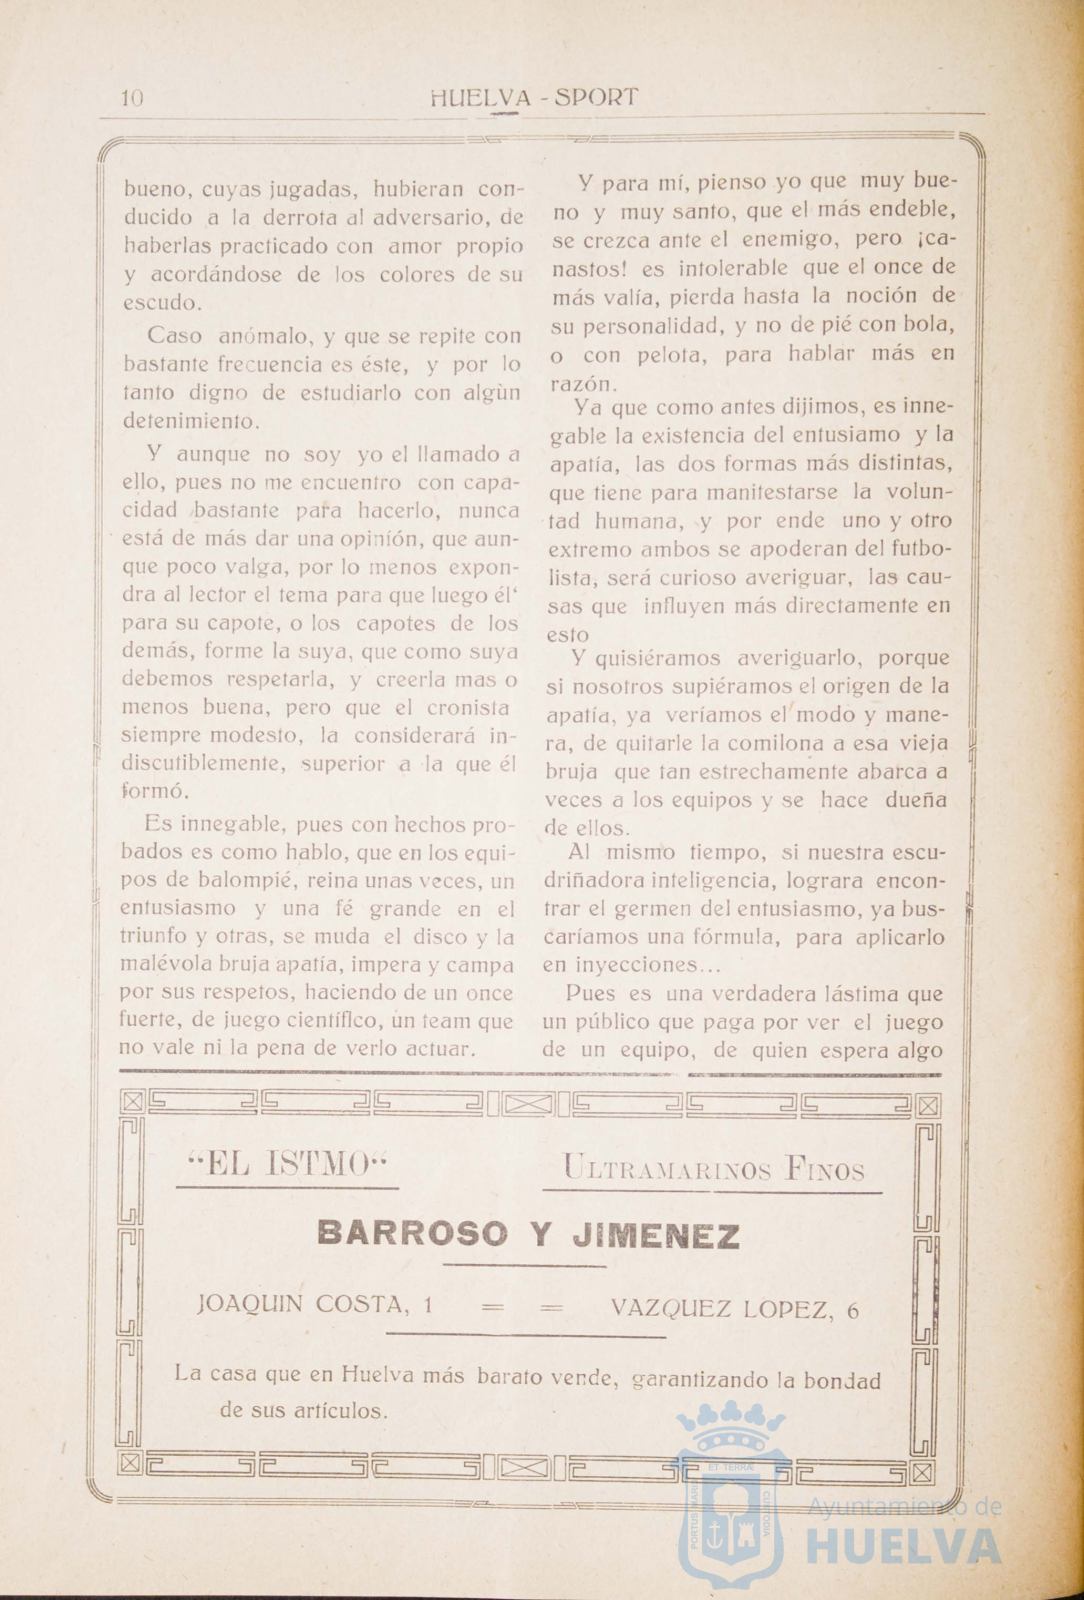 10
HUELVA - SPORT
bueno, cuyas jugadas, hubieran con-
ducido a la derrota al adversario, de
haberlas practicado con amor propio
y acordándose de los colores de su
escudo.
Caso anómalo, y que se repite con
bastante frecuencia es éste, y por lo
tanto digno de estudiarlo con algùn
detenimiento.
Y aunque no soy yo el llamado a
ello, pues no me encuentro con capa-
cidad bastante para hacerlo, nunca
está de más dar una opinión, que aun-
que poco valga, por lo menos expon-
dra al lector el tema para que luego él‘
para su capote, o los capotes de los
demás, forme la suya, que como suya
debemos respetarla, y creerla mas o
menos buena, pero que el cronista
siempre modesto, la considerará in-
discutiblemente, superior a la que él
formó.
Es innegable, pues con hechos pro-
bados es como hablo, que en los equi-
pos de balompié, reina unas veces, un
entusiasmo y una fé grande en el
triunfo y otras, se muda el disco y la
malévola bruja apatía, impera y campa
por sus respetos, haciendo de un once
fuerte, de juego científico, un team que
no vale ni la pena de verlo actuar.
Y para mí, pienso yo que muy bue-
no y muy santo, que el más endeble,
se crezca ante el enemigo, pero ¡ca-
nastos! es intolerable que el once de
más valía, pierda hasta la noción de
su personalidad, y no de pié con bola,
o con pelota, para hablar más en
razón.
Ya que como antes dijimos, es inne-
gable la existencia del entusiamo y la
apatía, las dos formas más distintas,
que tiene para manitestarse la volun-
tad humana, y por ende uno y otro
extremo ambos se apoderan del futbo-
lista, será curioso averiguar, las cau-
sas que influyen más directamente en
esto
Y quisiéramos averiguarlo, porque
si nosotros supiéramos el origen de la
apatía, ya veríamos el modo y mane-
ra, de quitarle la comilona a esa vieja
bruja que tan estrechamente abarca a
veces a los equipos y se hace dueña
de ellos.
Al mismo tiempo, si nuestra escu-
driñadora inteligencia, lograra encon-
trar el germen del entusiasmo, ya bus-
caríamos una fórmula, para aplicarlo
en inyecciones...
Pues es una verdadera lástima que
un público que paga por ver el juego
de un equipo, de quien espera algo
“EL ISTMO“
ULTRAMARINOS FINOS
BARROSO Y JIMENEZ
JOAQUIN COSTA, 1 = = VAZQUEZ LOPEZ, 6
La casa que en Huelva más barato vende, garantizando la bondad
de sus artículos.
ET TERRAE
PORTUS MARIS
CUSTODIA
Ayuntamiento de
HUELVA